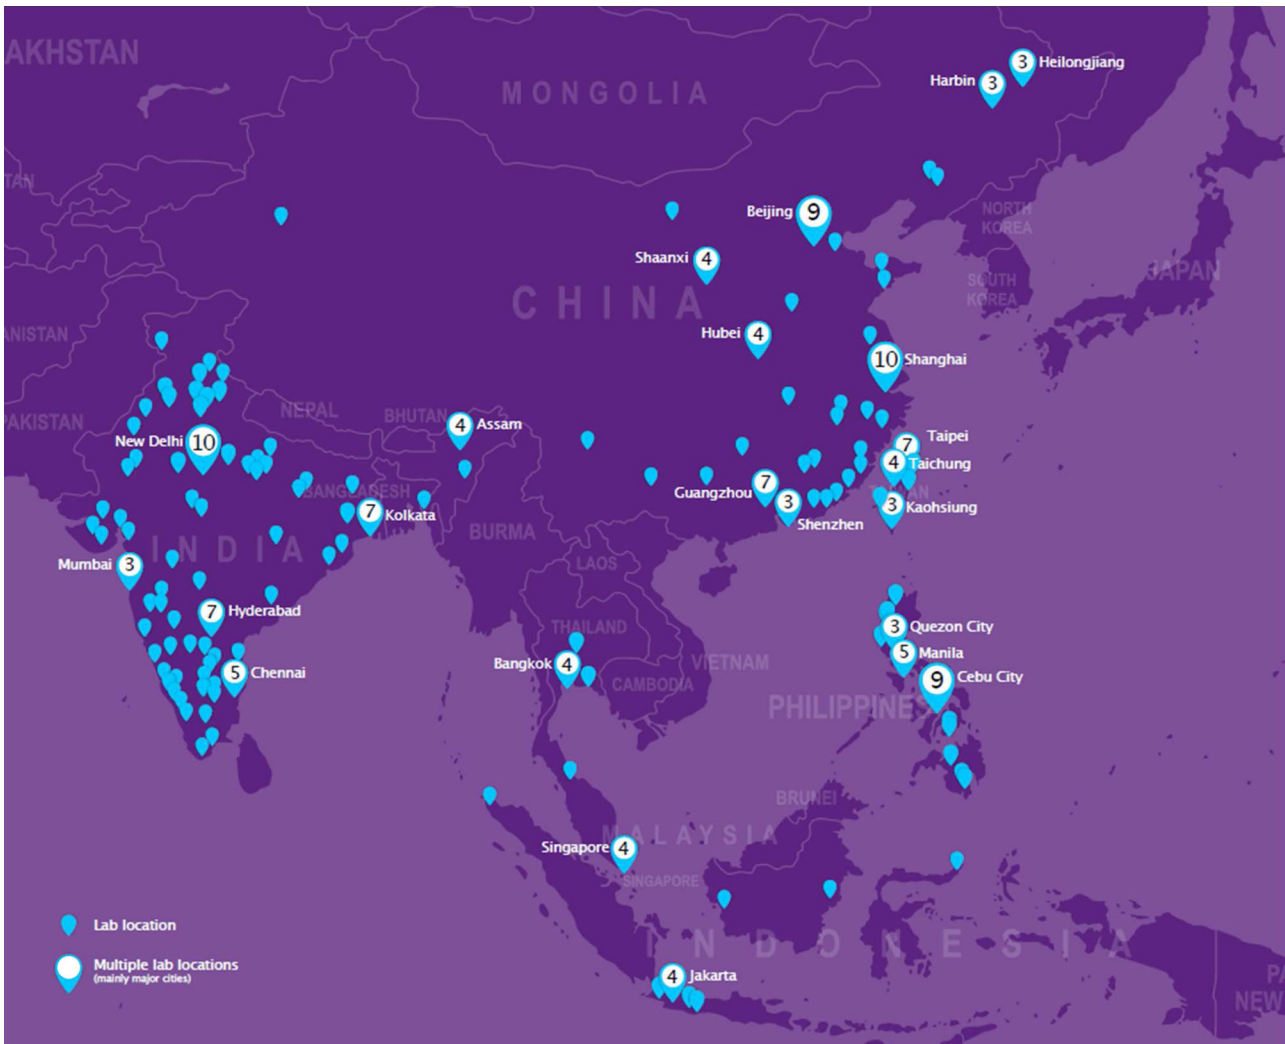 AKHSTAN
MONGOLIA
3 Heilongjiang
Harbin 3
TAN
Beijing 9
NORTH
KOREA
Shaanxi 4
SOUTH
KOREA
JAPAN
CHINA
ANISTAN
Hubei 4
10 Shanghai
PAKISTAN
NEPAL
BHUTAN
4 Assam
New Delhi 10
7 Taipei
4 Taichung
BANGLADESH
Guangzhou 7
3 Shenzhen
3 Kaohsiung
7 Kolkata
BURMA
INDIA
Mumbai 3
LAOS
7 Hyderabad
THAILAND
3 Quezon City
Bangkok 4
VIETNAM
5 Manila
5 Chennai
CAMBODIA
9 Cebu City
PHILIPPINES
BRUNEI
MALAYSIA
Singapore 4
SINGAPORE
Lab location
INDONESIA
Multiple lab locations
(mainly major cities)
4 Jakarta
NEW